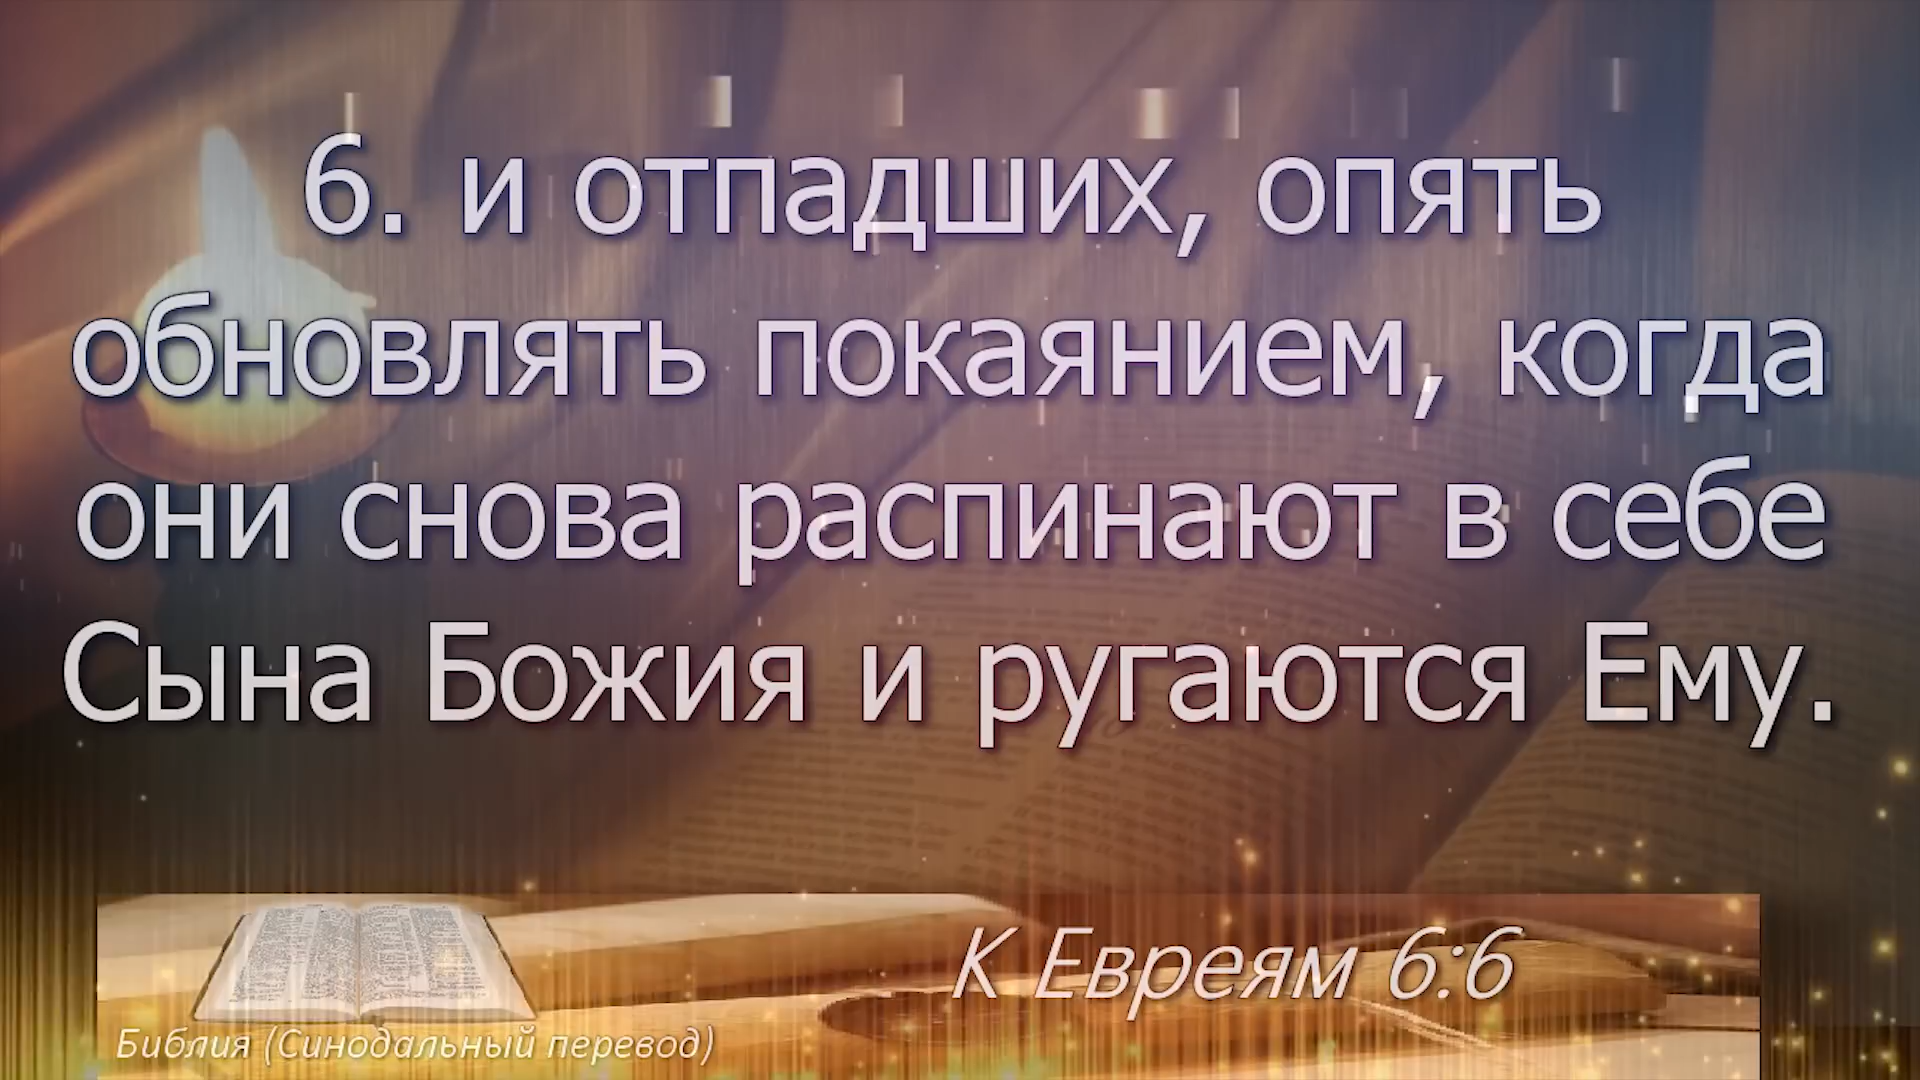 6. и отпадших, опять
обновлять покаянием, когда
они снова распинают в себе
Сына Божия и ругаются Ему.
К Евреям 6:6
Библия (Синодальный перевод)